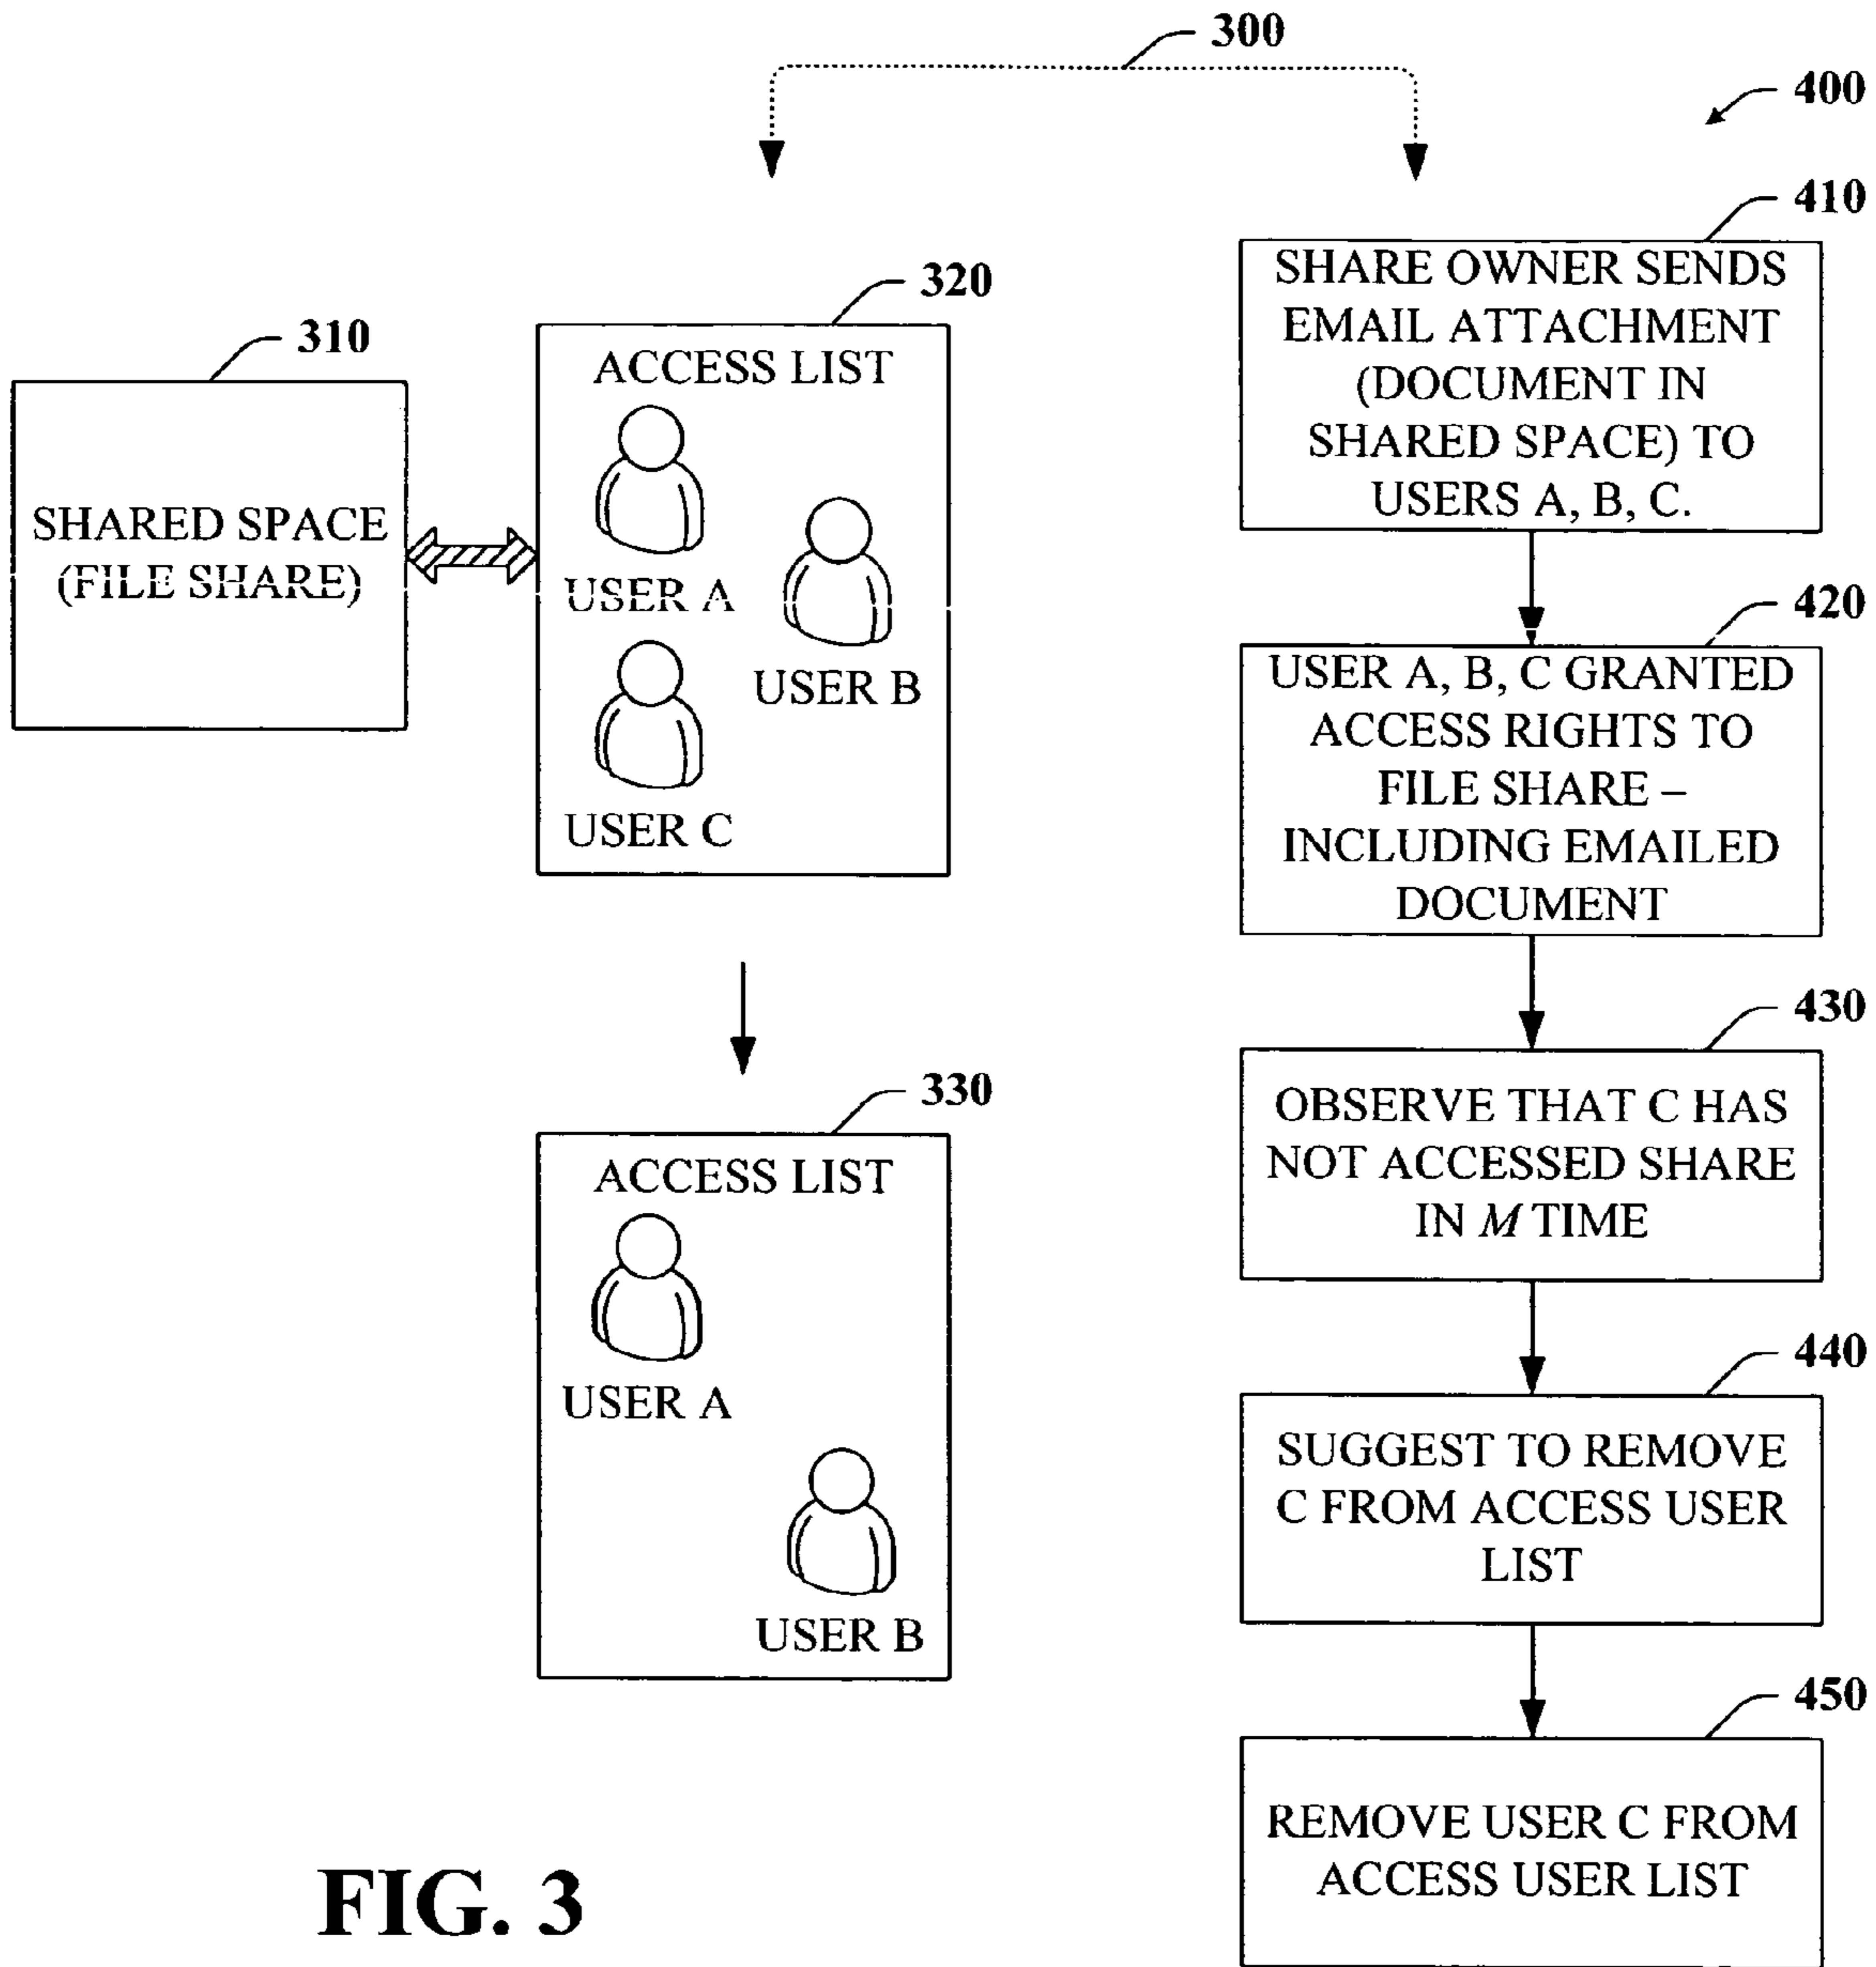 300
400
310
SHARED SPACE
(FILE SHARE)
320
ACCESS LIST
USER A
USER B
USER C
330
ACCESS LIST
USER A
USER B
410
SHARE OWNER SENDS
EMAIL ATTACHMENT
(DOCUMENT IN
SHARED SPACE) TO
USERS A, B, C.
420
USER A, B, C GRANTED
ACCESS RIGHTS TO
FILE SHARE –
INCLUDING EMAILED
DOCUMENT
430
OBSERVE THAT C HAS
NOT ACCESSED SHARE
IN M TIME
440
SUGGEST TO REMOVE
C FROM ACCESS USER
LIST
450
REMOVE USER C FROM
ACCESS USER LIST
FIG. 3